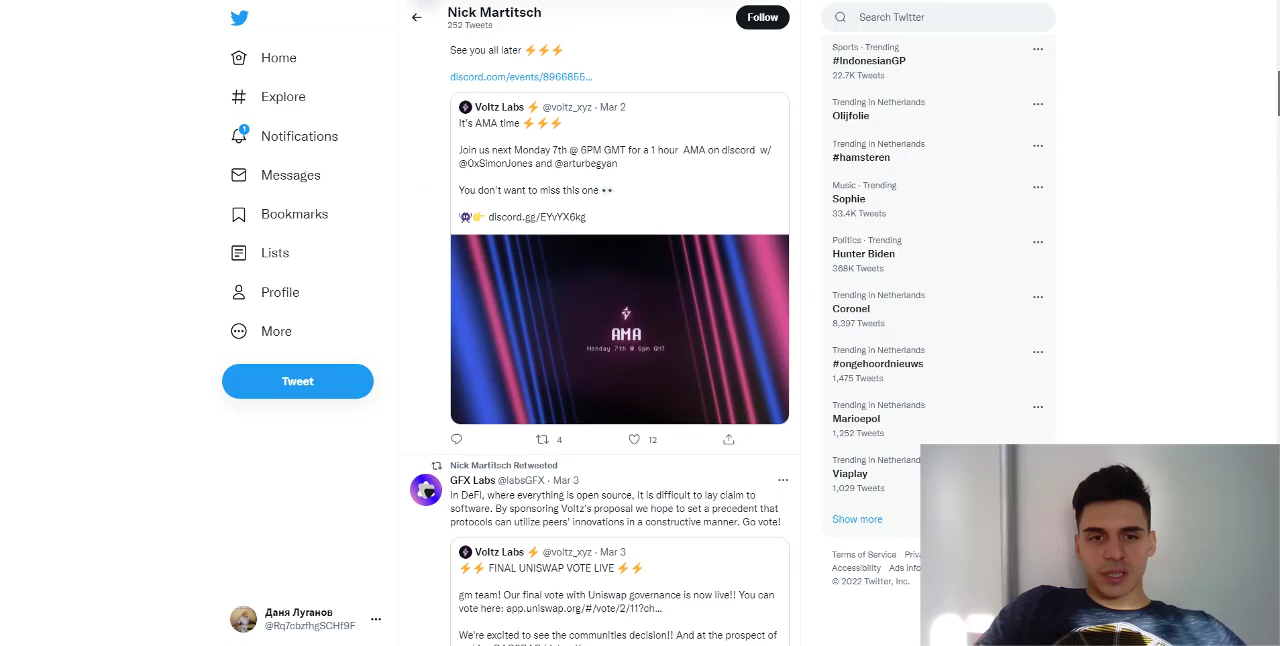 Home
Explore
1
Notifications
Messages
Bookmarks
Lists
Profile
More
Tweet
Даня Луганов
@Rq7cbzfhgSCHf9F
Nick Martitsch
252 Tweets
Follow
See you all later ⚡⚡⚡
discord.com/events/8966855...
Voltz Labs ⚡ @voltz_xyz · Mar 2
It's AMA time ⚡⚡⚡
Join us next Monday 7th @ 6PM GMT for a 1 hour AMA on discord w/
@0xSimonJones and @arturbegyan
You don't want to miss this one 👀
👾👉 discord.gg/EYvYX6kg
AMA
Monday 7th @ 6pm GMT
4
12
Nick Martitsch Retweeted
GFX Labs @labsGFX · Mar 3
In DeFi, where everything is open source, it is difficult to lay claim to
software. By sponsoring Voltz's proposal we hope to set a precedent that
protocols can utilize peers' innovations in a constructive manner. Go vote!
Voltz Labs ⚡ @voltz_xyz · Mar 3
⚡⚡ FINAL UNISWAP VOTE LIVE ⚡⚡
gm team! Our final vote with Uniswap governance is now live!! You can
vote here: app.uniswap.org/#/vote/2/11?ch...
We're excited to see the communities decision!! And at the prospect of
Search Twitter
Sports · Trending
#IndonesianGP
22.7K Tweets
Trending in Netherlands
Olijfolie
Trending in Netherlands
#hamsteren
Music · Trending
Sophie
33.4K Tweets
Politics · Trending
Hunter Biden
368K Tweets
Trending in Netherlands
Coronel
8,397 Tweets
Trending in Netherlands
#ongehoordnieuws
1,475 Tweets
Trending in Netherlands
Marioepol
1,252 Tweets
Trending in Netherlands
Viaplay
1,029 Tweets
Show more
Terms of Service Priv
Accessibility Ads info
© 2022 Twitter, Inc.